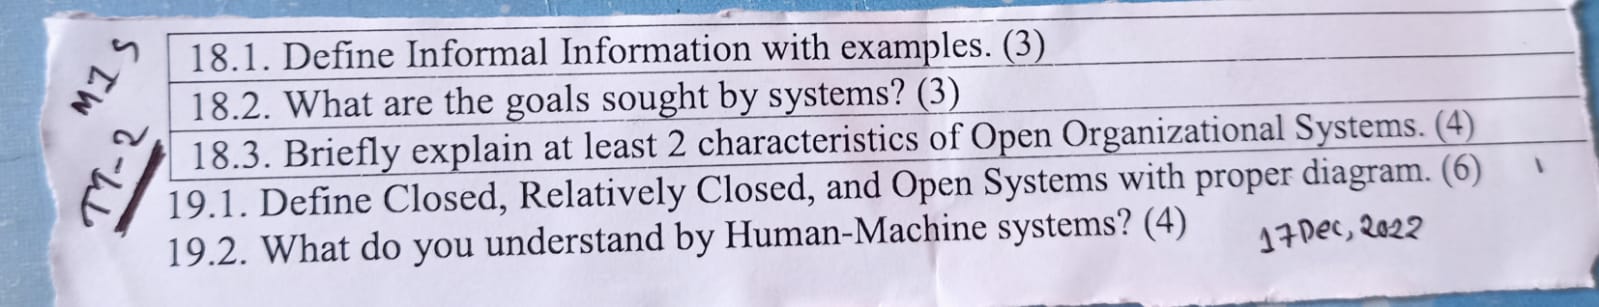 MIS
TT-2
18.1. Define Informal Information with examples. (3)
18.2. What are the goals sought by systems? (3)
18.3. Briefly explain at least 2 characteristics of Open Organizational Systems. (4)
19.1. Define Closed, Relatively Closed, and Open Systems with proper diagram. (6)
19.2. What do you understand by Human-Machine systems? (4)
17 Dec, 2022